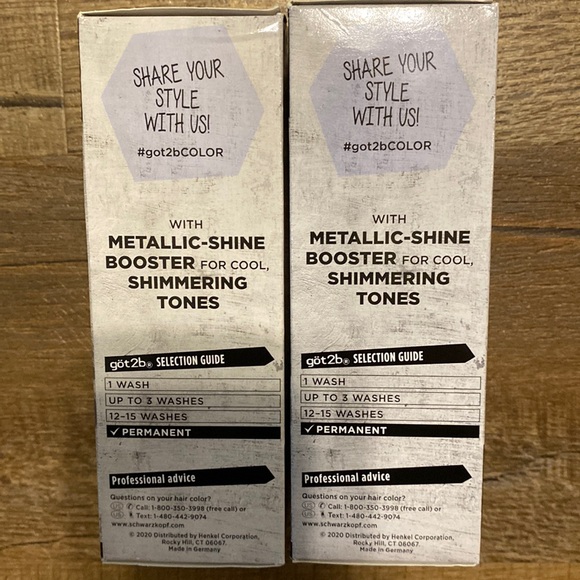 SHARE YOUR
STYLE
WITH US!
#got2bCOLOR
WITH
METALLIC-SHINE
BOOSTER FOR COOL,
SHIMMERING
TONES
göt2b® SELECTION GUIDE
1 WASH
UP TO 3 WASHES
12–15 WASHES
✓ PERMANENT
Professional advice
Questions on your hair color?
Call: 1-800-350-3998 (free call) or
Text: 1-480-442-9074
www.schwarzkopf.com
© 2020 Distributed by Henkel Corporation,
Rocky Hill, CT 06067.
Made in Germany
SHARE YOUR
STYLE
WITH US!
#got2bCOLOR
WITH
METALLIC-SHINE
BOOSTER FOR COOL,
SHIMMERING
TONES
göt2b® SELECTION GUIDE
1 WASH
UP TO 3 WASHES
12–15 WASHES
✓ PERMANENT
Professional advice
Questions on your hair color?
Call: 1-800-350-3998 (free call) or
Text: 1-480-442-9074
www.schwarzkopf.com
© 2020 Distributed by Henkel Corporation,
Rocky Hill, CT 06067.
Made in Germany